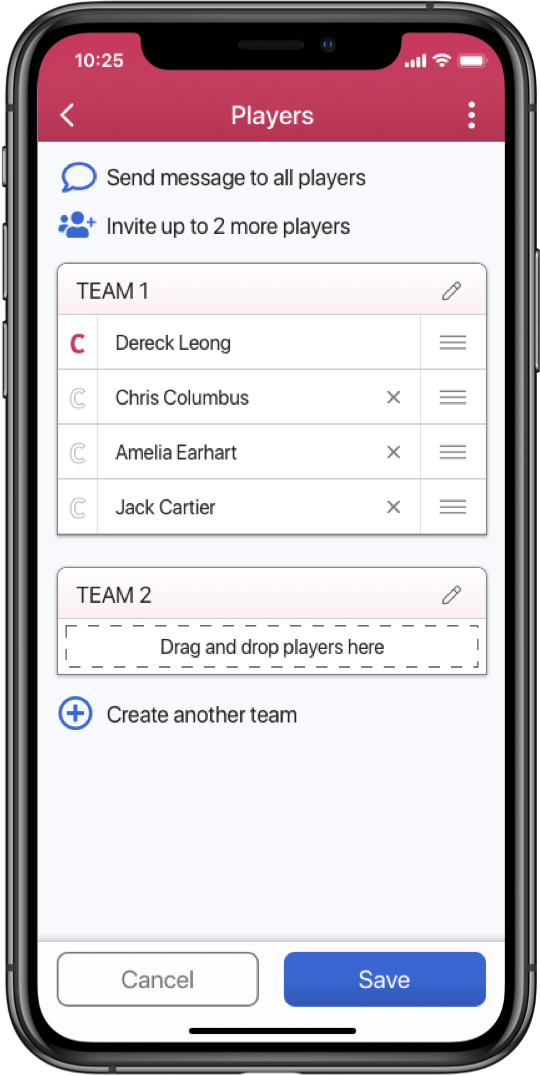 10:25
Players
Send message to all players
Invite up to 2 more players
TEAM 1
C Dereck Leong
C Chris Columbus
C Amelia Earhart
C Jack Cartier
TEAM 2
Drag and drop players here
Create another team
Cancel Save